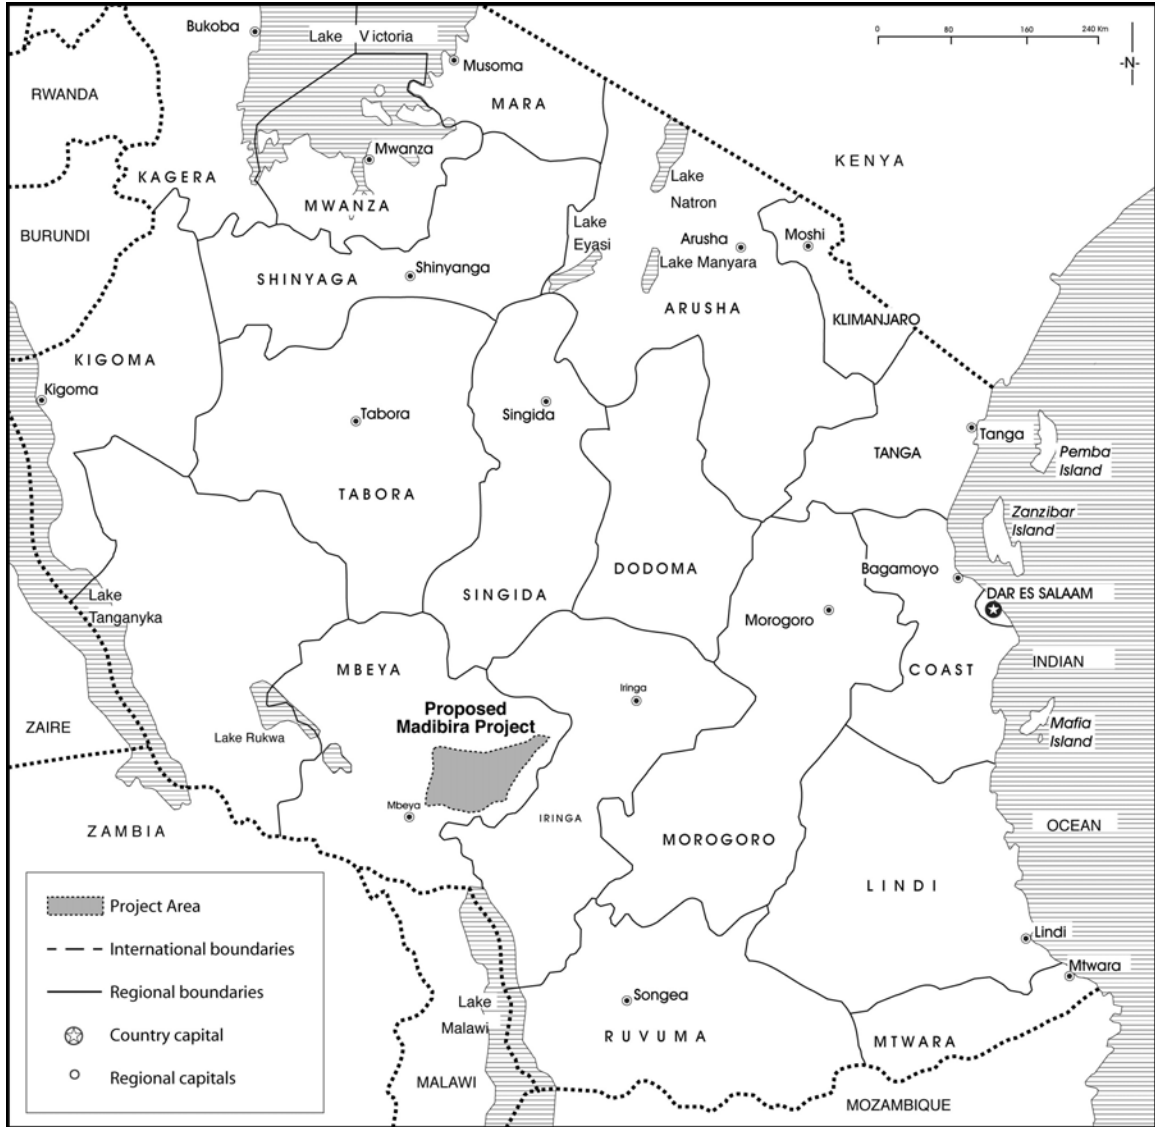 Bukoba
Lake Victoria
0 80 160 240 Km
-N-
Musoma
RWANDA
MARA
Mwanza
KENYA
KAGERA
Lake
Natron
MWANZA
Lake
Eyasi
BURUNDI
Arusha
Moshi
Lake Manyara
Shinyanga
SHINYAGA
ARUSHA
KLIMANJARO
KIGOMA
Kigoma
Tabora
Singida
Tanga
TANGA
Pemba
Island
TABORA
Zanzibar
Island
DODOMA
Bagamoyo
Lake
Tanganyka
SINGIDA
DAR ES SALAAM
Morogoro
MBEYA
COAST
INDIAN
Iringa
Proposed
Madibira Project
ZAIRE
Lake Rukwa
Mafia
Island
Mbeya
IRINGA
ZAMBIA
MOROGORO
OCEAN
LINDI
Project Area
International boundaries
Regional boundaries
Country capital
Regional capitals
Lindi
Mtwara
Lake
Malawi
Songea
RUVUMA
MTWARA
MALAWI
MOZAMBIQUE